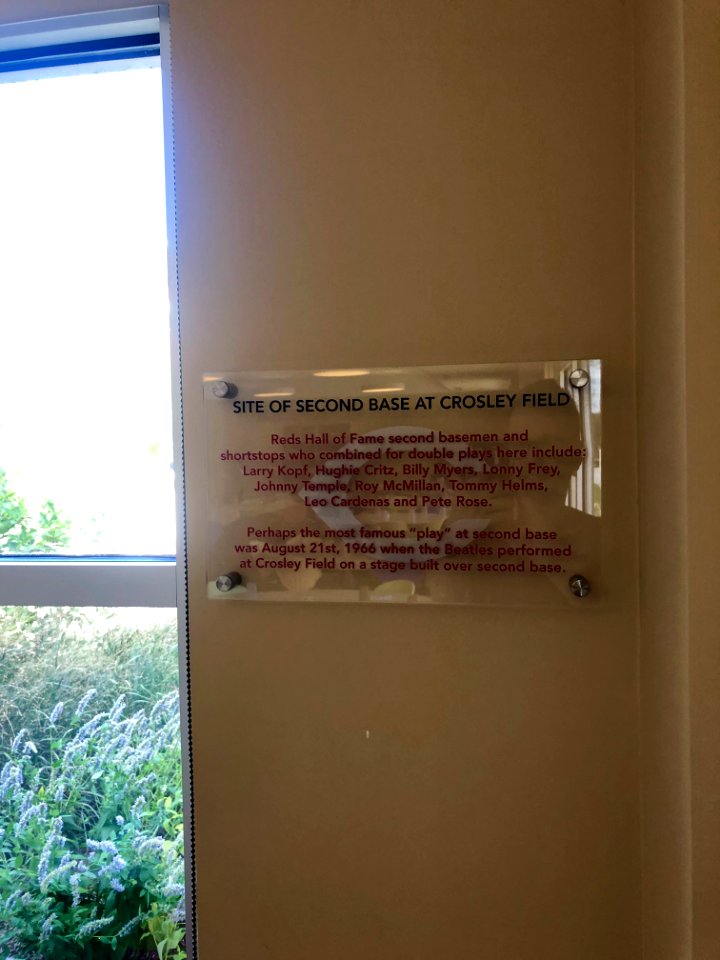 SITE OF SECOND BASE AT CROSLEY FIELD
Reds Hall of Fame second basemen and
shortstops who combined for double plays here include:
Larry Kopf, Hughie Critz, Billy Myers, Lonny Frey,
Johnny Temple, Roy McMillan, Tommy Helms,
Leo Cardenas and Pete Rose.
Perhaps the most famous "play" at second base
was August 21st, 1966 when the Beatles performed
at Crosley Field on a stage built over second base.